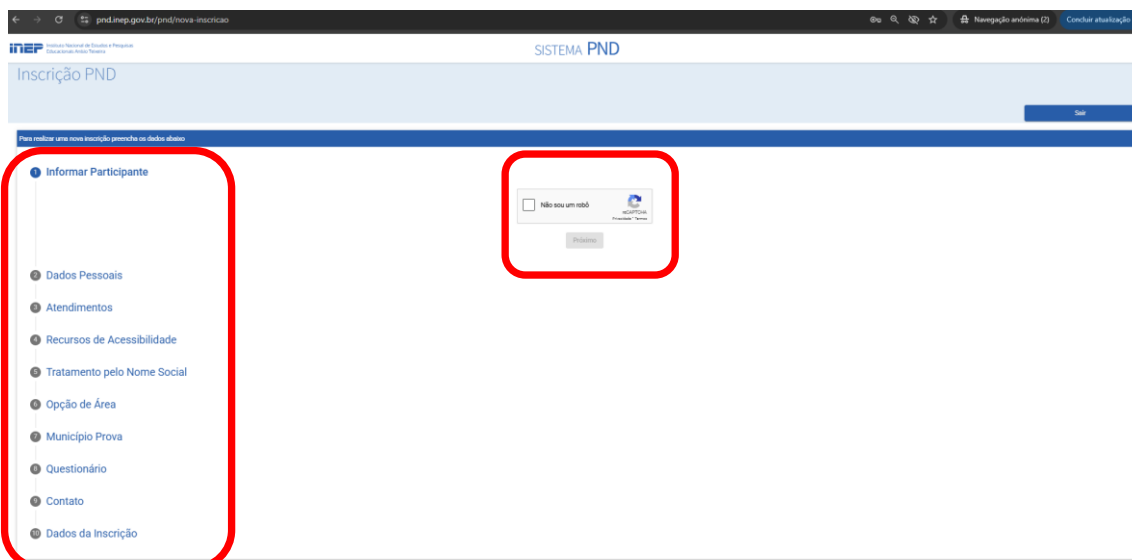 pnd.inep.gov.br/pnd/nova-inscricao
Navegação anônima (2)
Concluir atualização
inep
Instituto Nacional de Estudos e Pesquisas
Educacionais Anísio Teixeira
SISTEMA PND
Inscrição PND
Sair
Para realizar uma nova inscrição preencha os dados abaixo
1 Informar Participante
Não sou um robô
reCAPTCHA
Privacidade - Termos
Próximo
2 Dados Pessoais
3 Atendimentos
4 Recursos de Acessibilidade
5 Tratamento pelo Nome Social
6 Opção de Área
7 Município Prova
8 Questionário
9 Contato
10 Dados da Inscrição